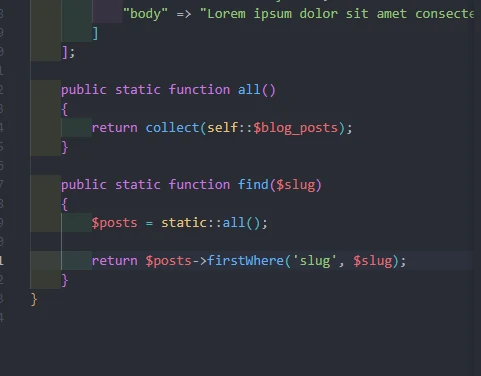 "body" => "Lorem ipsum dolor sit amet consecte
]
];
public static function all()
{
return collect(self::$blog_posts);
}
public static function find($slug)
{
$posts = static::all();
return $posts->firstWhere('slug', $slug);
}
}